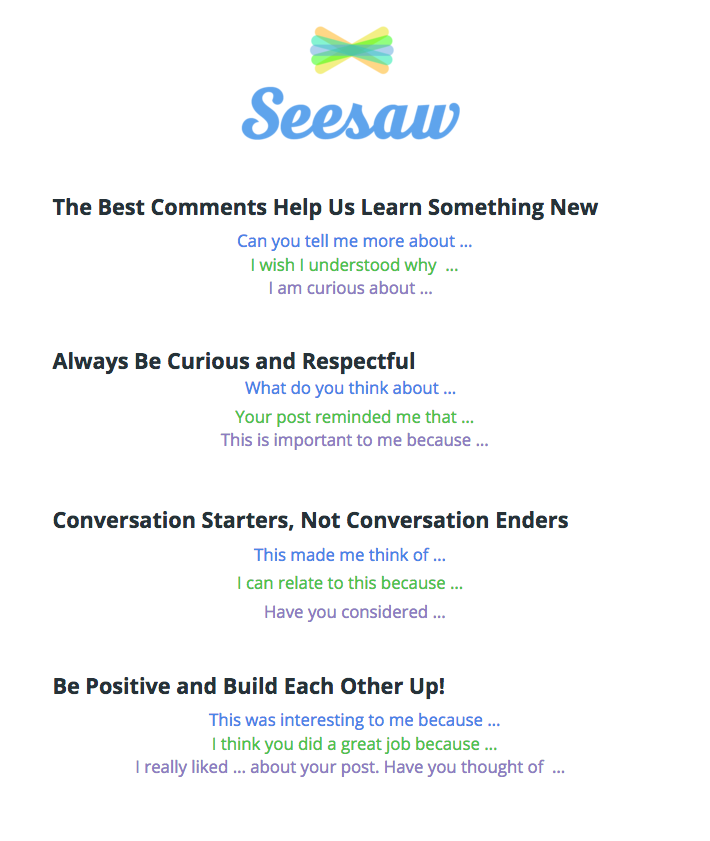 Seesaw
The Best Comments Help Us Learn Something New
Can you tell me more about ...
I wish I understood why  ...
I am curious about ...
Always Be Curious and Respectful
What do you think about ...
Your post reminded me that ...
This is important to me because ...
Conversation Starters, Not Conversation Enders
This made me think of ...
I can relate to this because ...
Have you considered ...
Be Positive and Build Each Other Up!
This was interesting to me because ...
I think you did a great job because ...
I really liked ... about your post. Have you thought of  ...